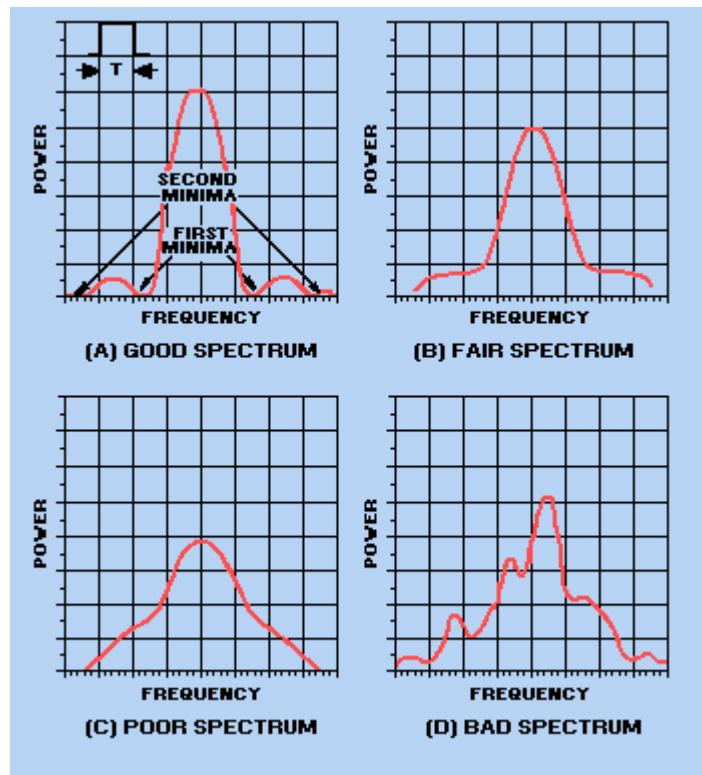 T
POWER
SECOND
MINIMA
FIRST
MINIMA
FREQUENCY
(A) GOOD SPECTRUM
POWER
FREQUENCY
(B) FAIR SPECTRUM
POWER
FREQUENCY
(C) POOR SPECTRUM
POWER
FREQUENCY
(D) BAD SPECTRUM